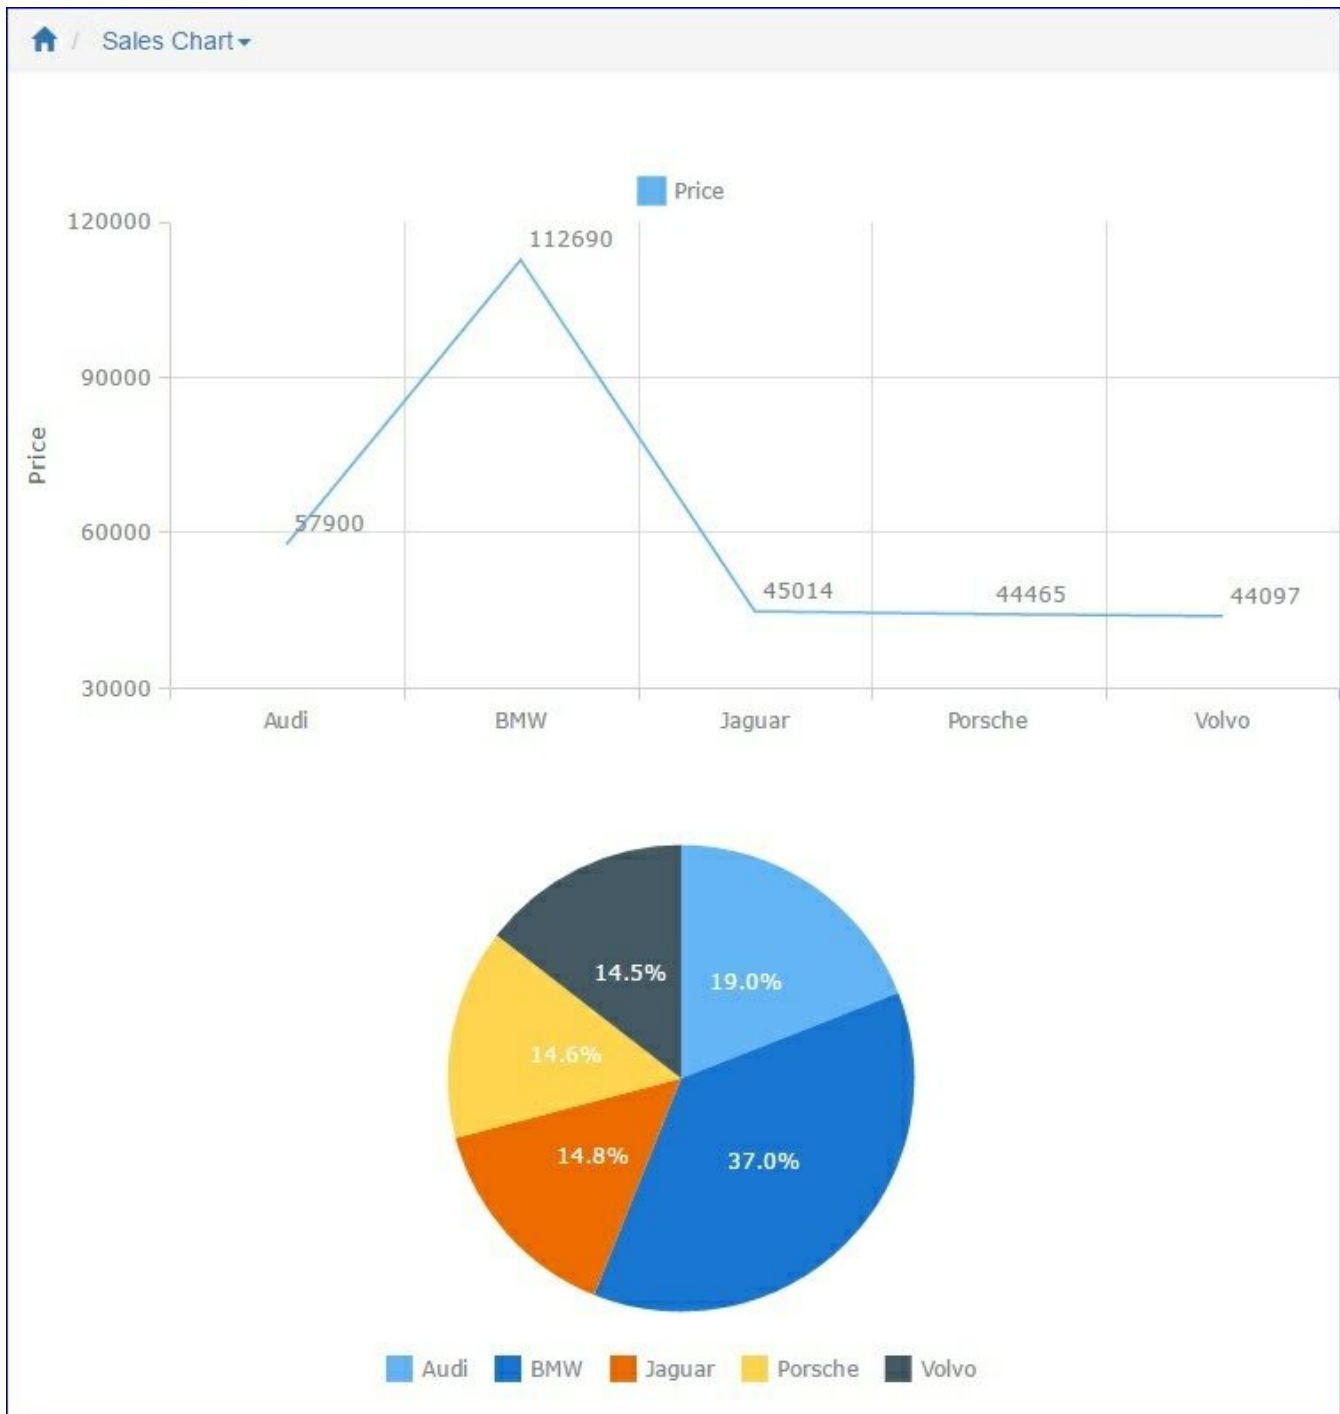 / Sales Chart
Price
120000
112690
90000
Price
57900
60000
45014
44465
44097
30000
Audi BMW Jaguar Porsche Volvo
14.5% 19.0%
14.6%
14.8% 37.0%
Audi BMW Jaguar Porsche Volvo